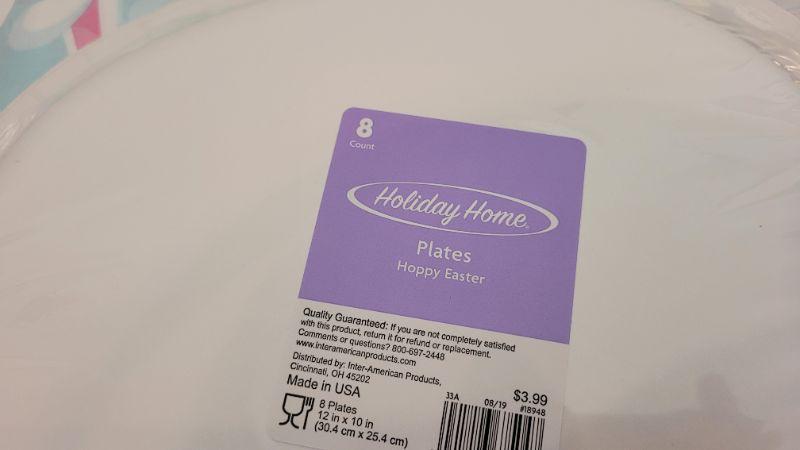 8
Count
Holiday Home®
Plates
Hoppy Easter
Quality Guaranteed: If you are not completely satisfied
with this product, return it for refund or replacement.
Comments or questions? 800-697-2448
www.interamericanproducts.com
Distributed by: Inter-American Products,
Cincinnati, OH 45202
Made in USA
8 Plates
12 in x 10 in
(30.4 cm x 25.4 cm)
$3.99
33A 08/19 #18948